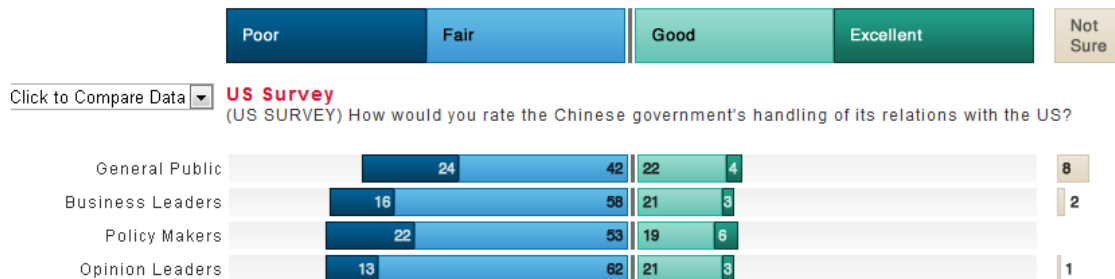 Poor Fair Good Excellent Not Sure
Click to Compare Data US Survey
(US SURVEY) How would you rate the Chinese government's handling of its relations with the US?
General Public 24 42 22 4 8
Business Leaders 16 58 21 3 2
Policy Makers 22 53 19 6
Opinion Leaders 13 62 21 3 1